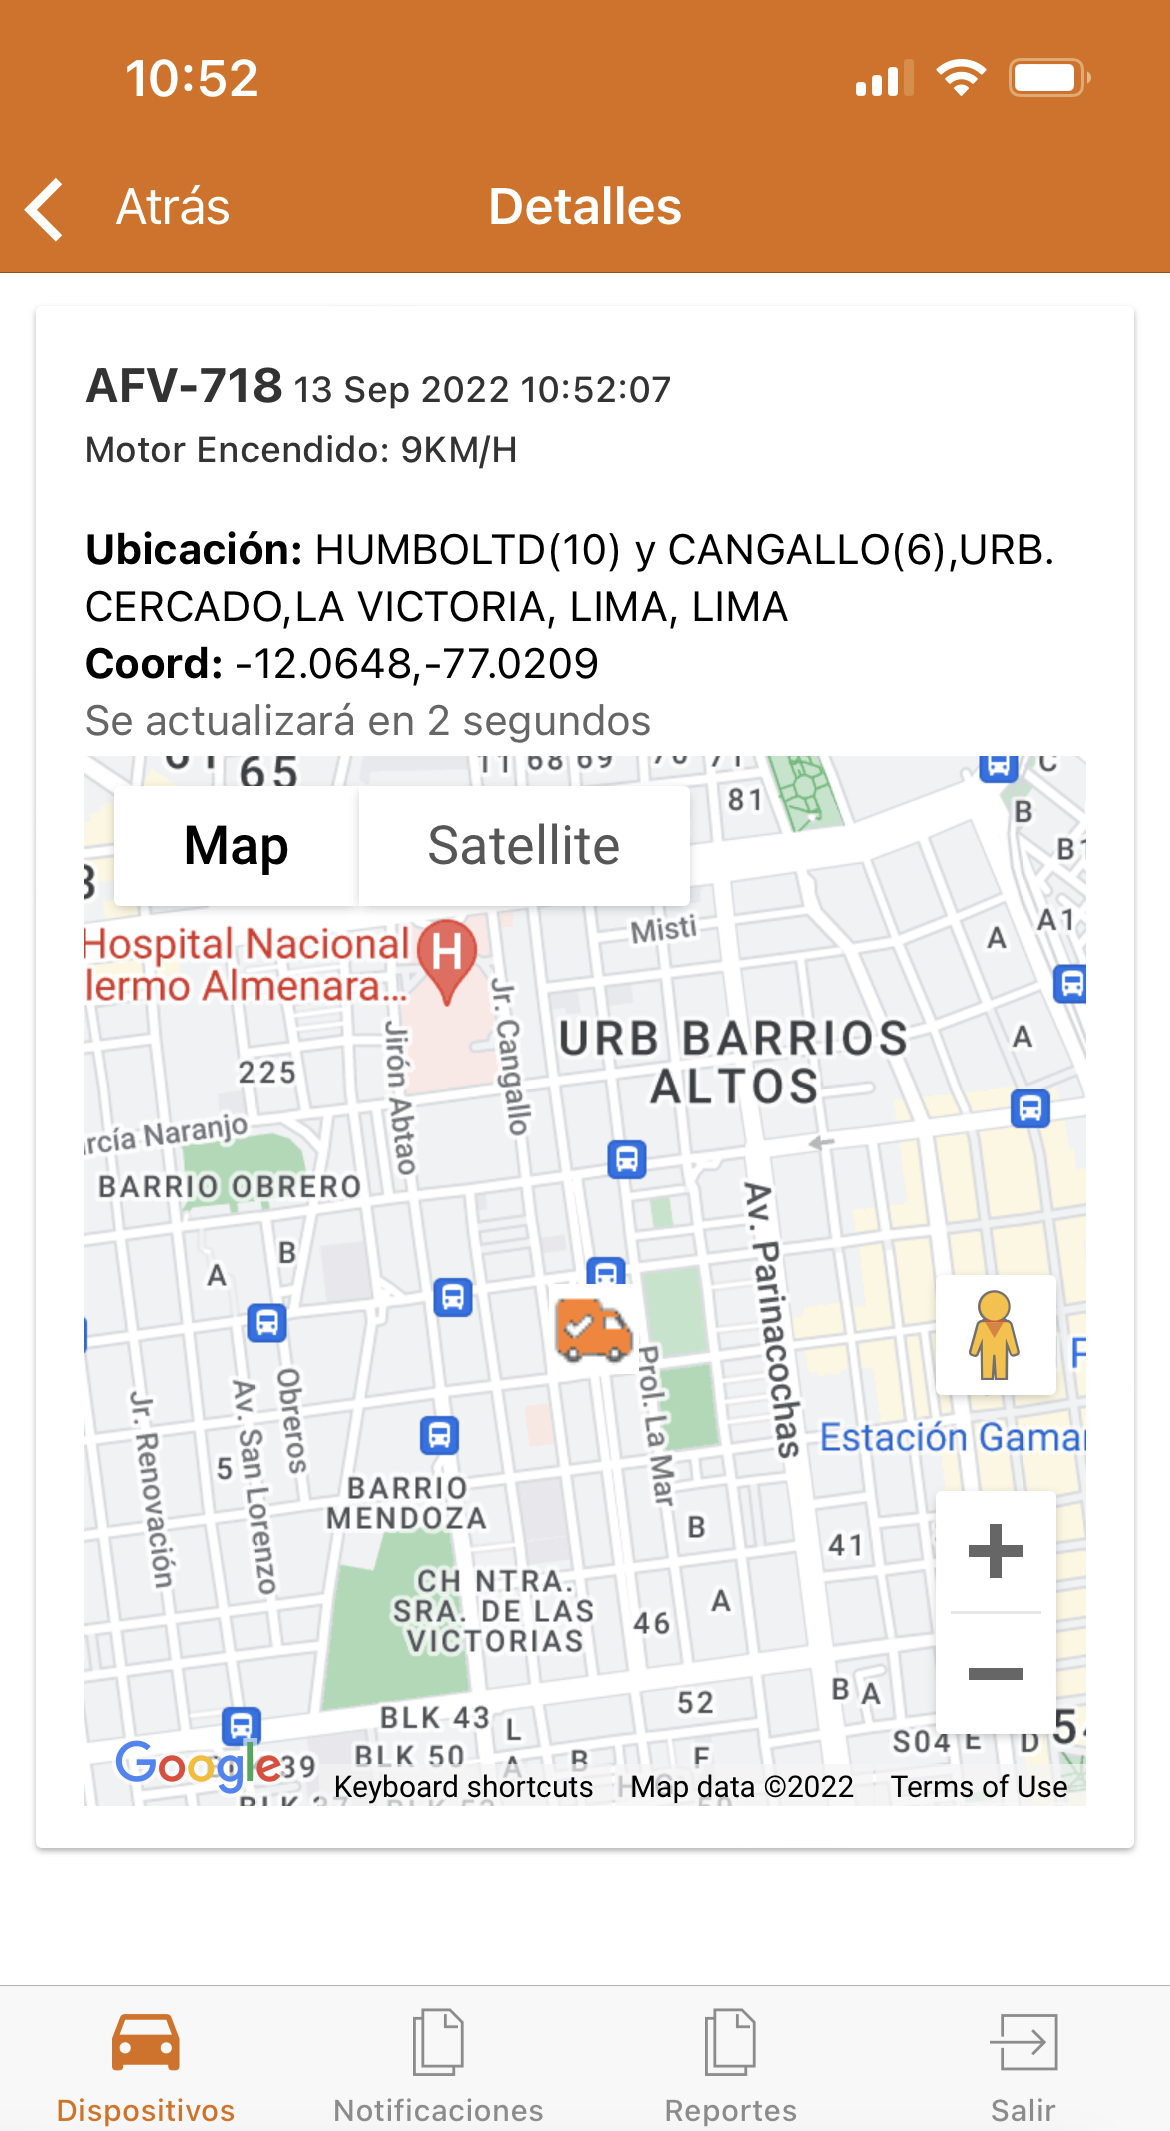 10:52
Atrás
Detalles
AFV-718 13 Sep 2022 10:52:07
Motor Encendido: 9KM/H
Ubicación: HUMBOLTD(10) y CANGALLO(6),URB.
CERCADO,LA VICTORIA, LIMA, LIMA
Coord: -12.0648,-77.0209
Se actualizará en 2 segundos
65
11 68 69
71
C
81
B
Map
Satellite
B1
A1
Misti
A
Hospital Nacional
lermo Almenara...
H
Jr. Cangallo
URB BARRIOS
ALTOS
A
Jirón Abtao
225
rcía Naranjo
BARRIO OBRERO
Av. Parinacochas
B
A
Prol. La Mar
Obreros
Av. San Lorenzo
Jr. Renovación
Estación Gamar
5
BARRIO
MENDOZA
B
41
CH NTRA.
SRA. DE LAS
VICTORIAS
A
46
B A
52
BLK 43
L
S04 E
D
BLK 50
A
B
Google
39
Keyboard shortcuts
Map data ©2022
Terms of Use
Dispositivos
Notificaciones
Reportes
Salir